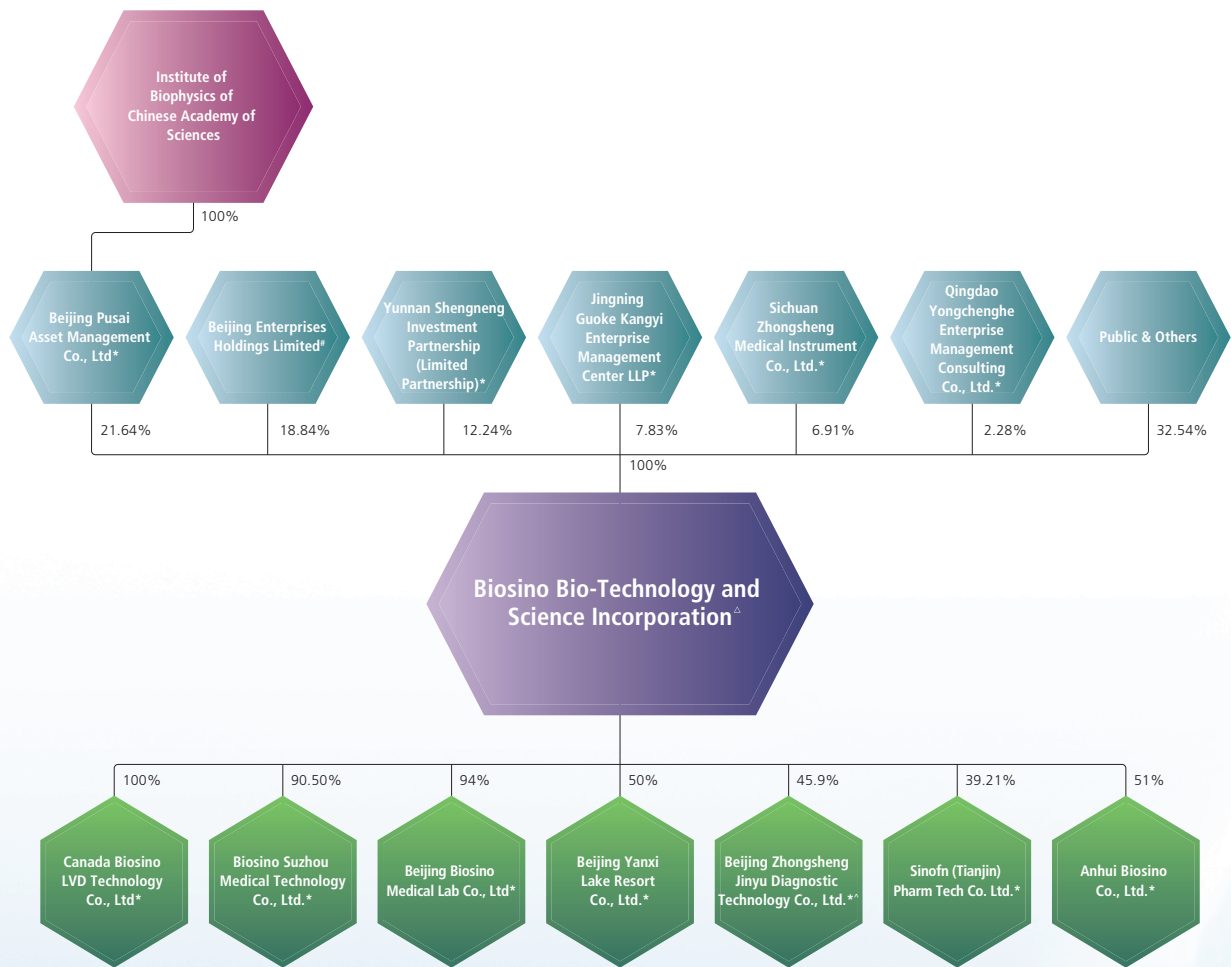 Institute of
Biophysics of
Chinese Academy of
Sciences
100%
Beijing Pusai
Asset Management
Co., Ltd*
Beijing Enterprises
Holdings Limited#
Yunnan Shengneng
Investment
Partnership
(Limited
Partnership)*
Jingning
Guoke Kangyi
Enterprise
Management
Center LLP*
Sichuan
Zhongsheng
Medical Instrument
Co., Ltd.*
Qingdao
Yongchenghe
Enterprise
Management
Consulting
Co., Ltd.*
Public & Others
21.64%
18.84%
12.24%
7.83%
6.91%
2.28%
32.54%
100%
Biosino Bio-Technology and
Science Incorporation△
100%
90.50%
94%
50%
45.9%
39.21%
51%
Canada Biosino
LVD Technology
Co., Ltd*
Biosino Suzhou
Medical Technology
Co., Ltd.*
Beijing Biosino
Medical Lab Co., Ltd*
Beijing Yanxi
Lake Resort
Co., Ltd.*
Beijing Zhongsheng
Jinyu Diagnostic
Technology Co., Ltd.*^
Sinofn (Tianjin)
Pharm Tech Co. Ltd.*
Anhui Biosino
Co., Ltd.*